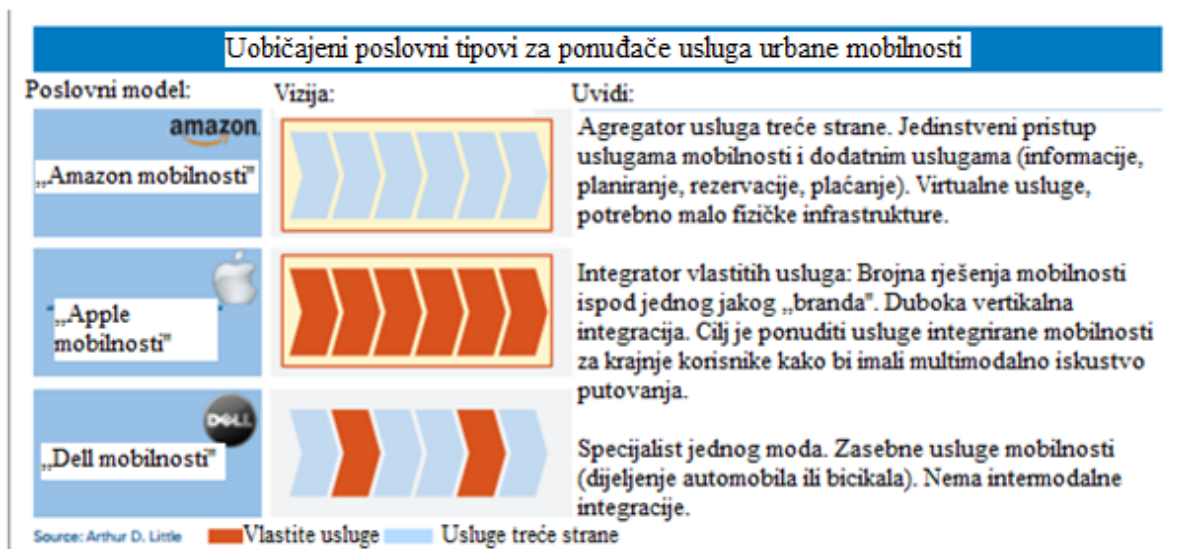 Uobičajeni poslovni tipovi za ponuđače usluga urbane mobilnosti
Poslovni model:
Vizija:
Uvidi:
amazon
„Amazon mobilnosti"
Agregator usluga treće strane. Jedinstveni pristup
uslugama mobilnosti i dodatnim uslugama (informacije,
planiranje, rezervacije, plaćanje). Virtualne usluge,
potrebno malo fizičke infrastrukture.
„Apple
mobilnosti"
Integrator vlastitih usluga: Brojna rješenja mobilnosti
ispod jednog jakog „branda". Duboka vertikalna
integracija. Cilj je ponuditi usluge integrirane mobilnosti
za krajnje korisnike kako bi imali multimodalno iskustvo
putovanja.
DELL
„Dell mobilnosti"
Specijalist jednog moda. Zasebne usluge mobilnosti
(dijeljenje automobila ili bicikala). Nema intermodalne
integracije.
Source: Arthur D. Little
Vlastite usluge
Usluge treće strane